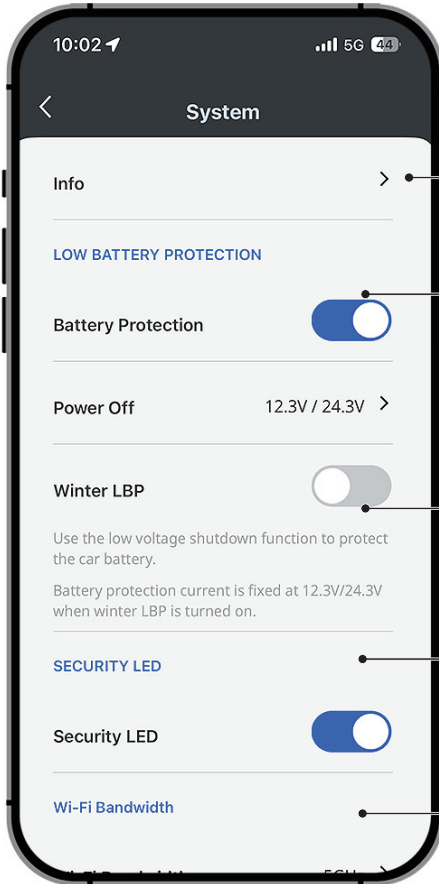 10:02 5G 44
System
Info
LOW BATTERY PROTECTION
Battery Protection
Power Off 12.3V / 24.3V
Winter LBP
Use the low voltage shutdown function to protect
the car battery.
Battery protection current is fixed at 12.3V/24.3V
when winter LBP is turned on.
SECURITY LED
Security LED
Wi-Fi Bandwidth